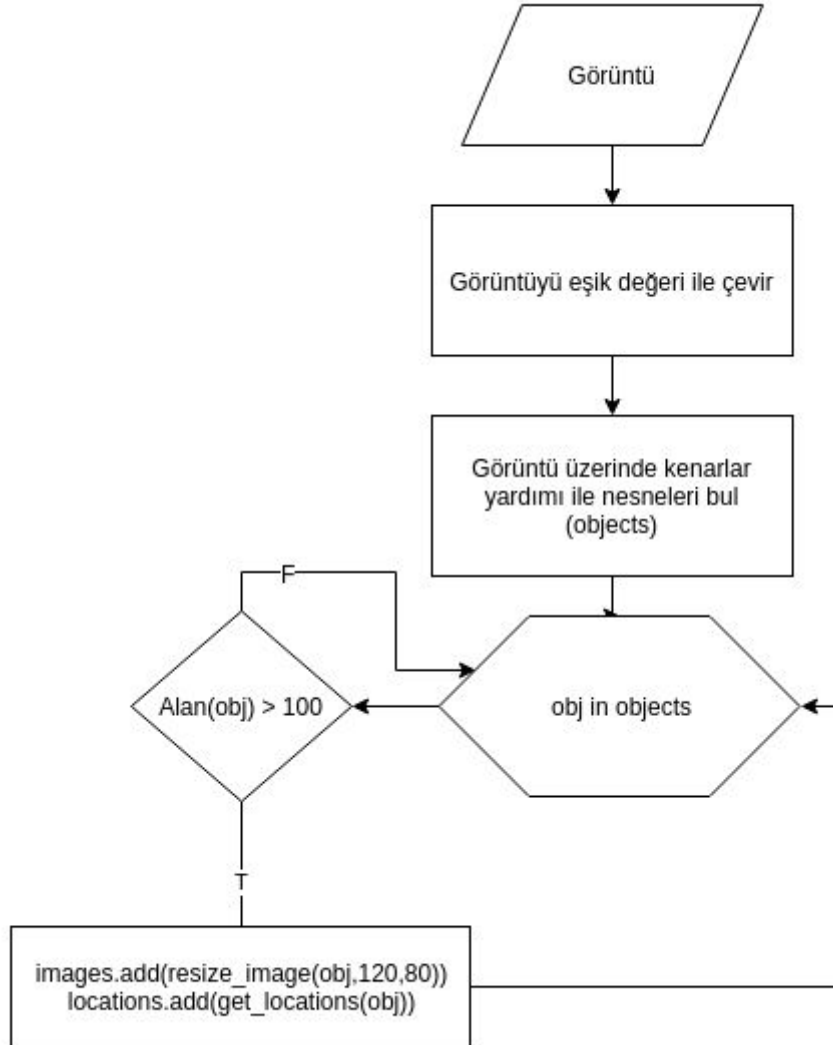 Görüntü
Görüntüyü eşik değeri ile çevir
Görüntü üzerinde kenarlar
yardımı ile nesneleri bul
(objects)
F
Alan(obj) > 100
obj in objects
T
images.add(resize_image(obj,120,80))
locations.add(get_locations(obj))